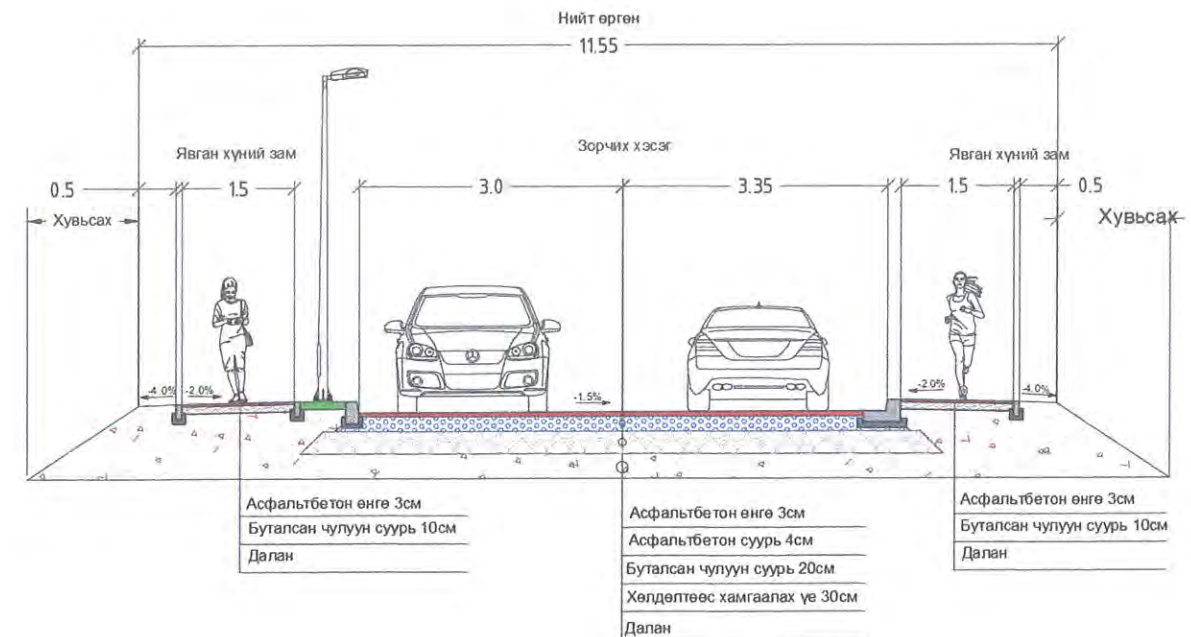 Нийт өргөн
11.55
Явган хүний зам
Зорчих хэсэг
Явган хүний зам
0.5
1.5
3.0
3.35
1.5
0.5
Хувьсах
Хувьсах
-4.0%
-2.0%
-1.5%
-2.0%
-4.0%
Асфальтбетон өнгө 3см
Буталсан чулуун суурь 10см
Далан
Асфальтбетон өнгө 3см
Асфальтбетон суурь 4см
Буталсан чулуун суурь 20см
Хөлдөлтөөс хамгаалах үе 30см
Далан
Асфальтбетон өнгө 3см
Буталсан чулуун суурь 10см
Далан